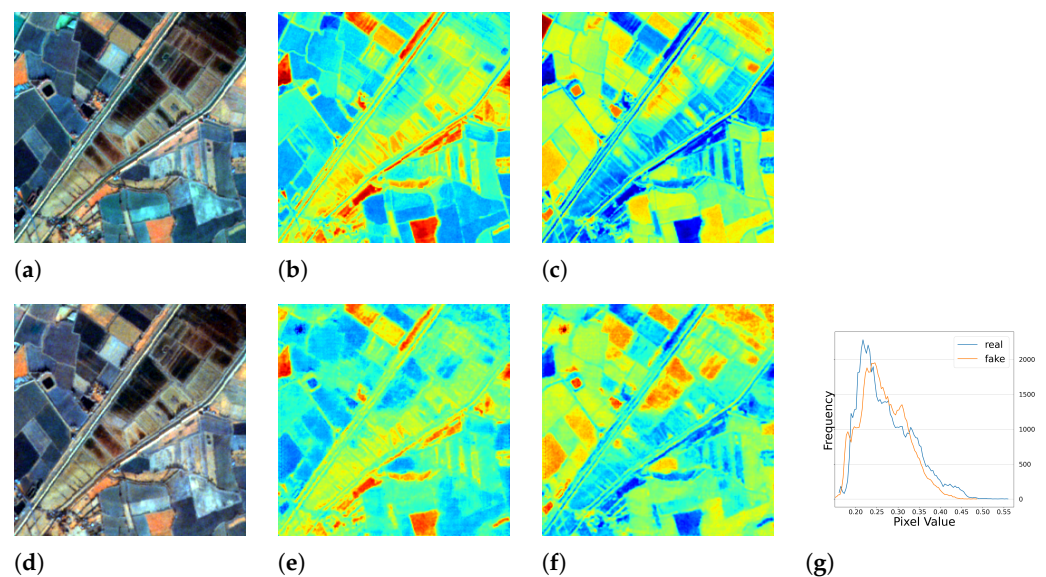 (a)
(b)
(c)
real
fake
2000
1500
1000
500
0
Frequency
0.20 0.25 0.30 0.35 0.40 0.45 0.50 0.55
Pixel Value
(d)
(e)
(f)
(g)